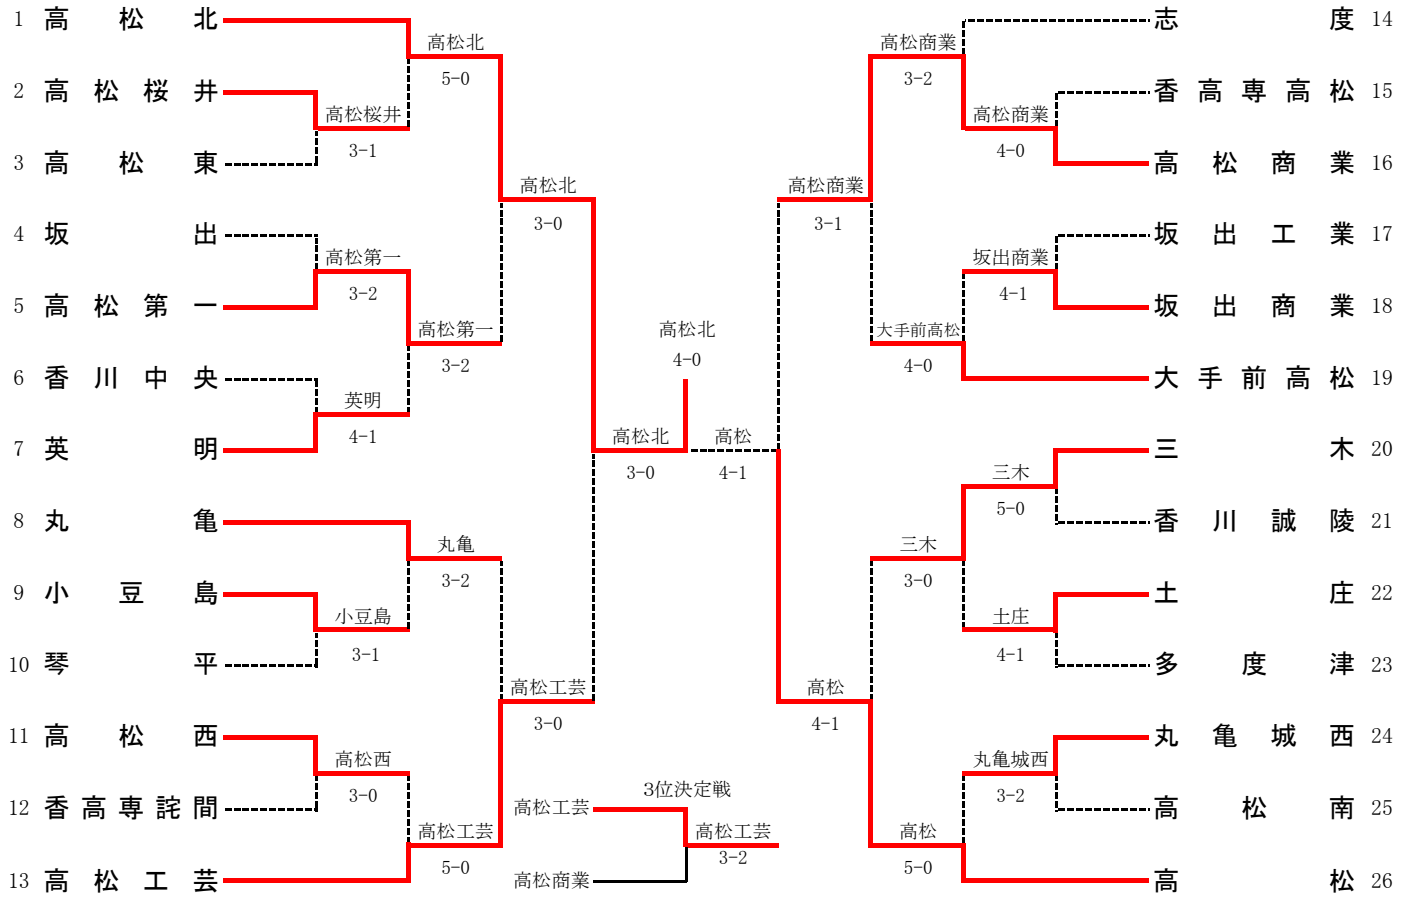 1 高松北
2 高松桜井
3 高松東
4 坂出
5 高松第一
6 香川中央
7 英明
8 丸亀
9 小豆島
10 琴平
11 高松西
12 香高専詫間
13 高松工芸
高松桜井
3-1
高松第一
3-2
英明
4-1
小豆島
3-1
高松西
3-0
高松北
5-0
高松第一
3-2
丸亀
3-2
高松工芸
5-0
高松北
3-0
高松工芸
3-0
高松北
3-0
高松北
4-0
高松
4-1
3位決定戦
高松工芸
高松商業
高松工芸
3-2
高松商業
3-1
高松
4-1
高松商業
3-2
大手前高松
4-0
三木
3-0
高松
5-0
高松商業
4-0
坂出商業
4-1
三木
5-0
土庄
4-1
丸亀城西
3-2
志度 14
香高専高松 15
高松商業 16
坂出工業 17
坂出商業 18
大手前高松 19
三木 20
香川誠陵 21
土庄 22
多度津 23
丸亀城西 24
高松南 25
高松 26